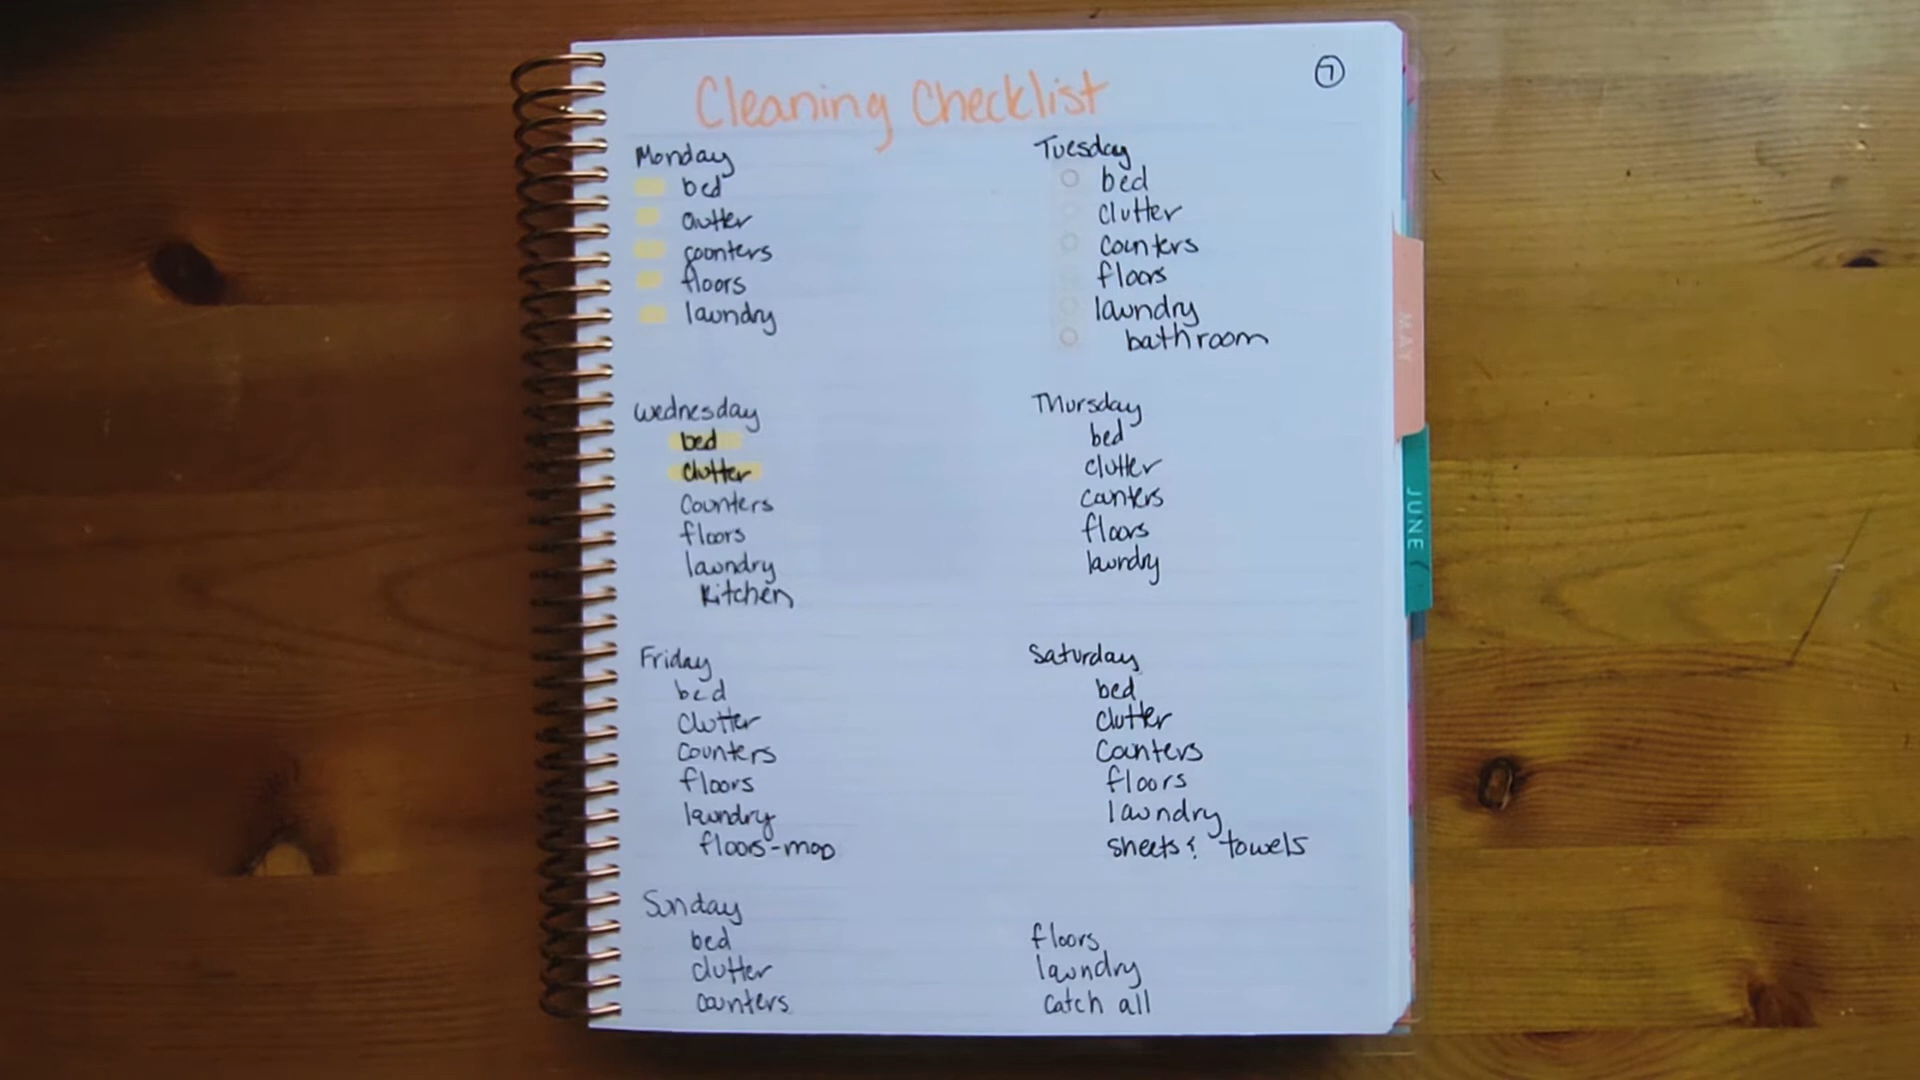 Cleaning Checklist
7
Monday
bed
clutter
counters
floors
laundry
Tuesday
bed
clutter
counters
floors
laundry
bathroom
Wednesday
bed
clutter
counters
floors
laundry
Kitchen
Thursday
bed
clutter
counters
floors
laundry
Friday
bed
clutter
counters
floors
laundry
floors-mop
Saturday
bed
clutter
counters
floors
laundry
sheets & towels
Sunday
bed
clutter
counters
floors
laundry
catch all
MAY
JUNE